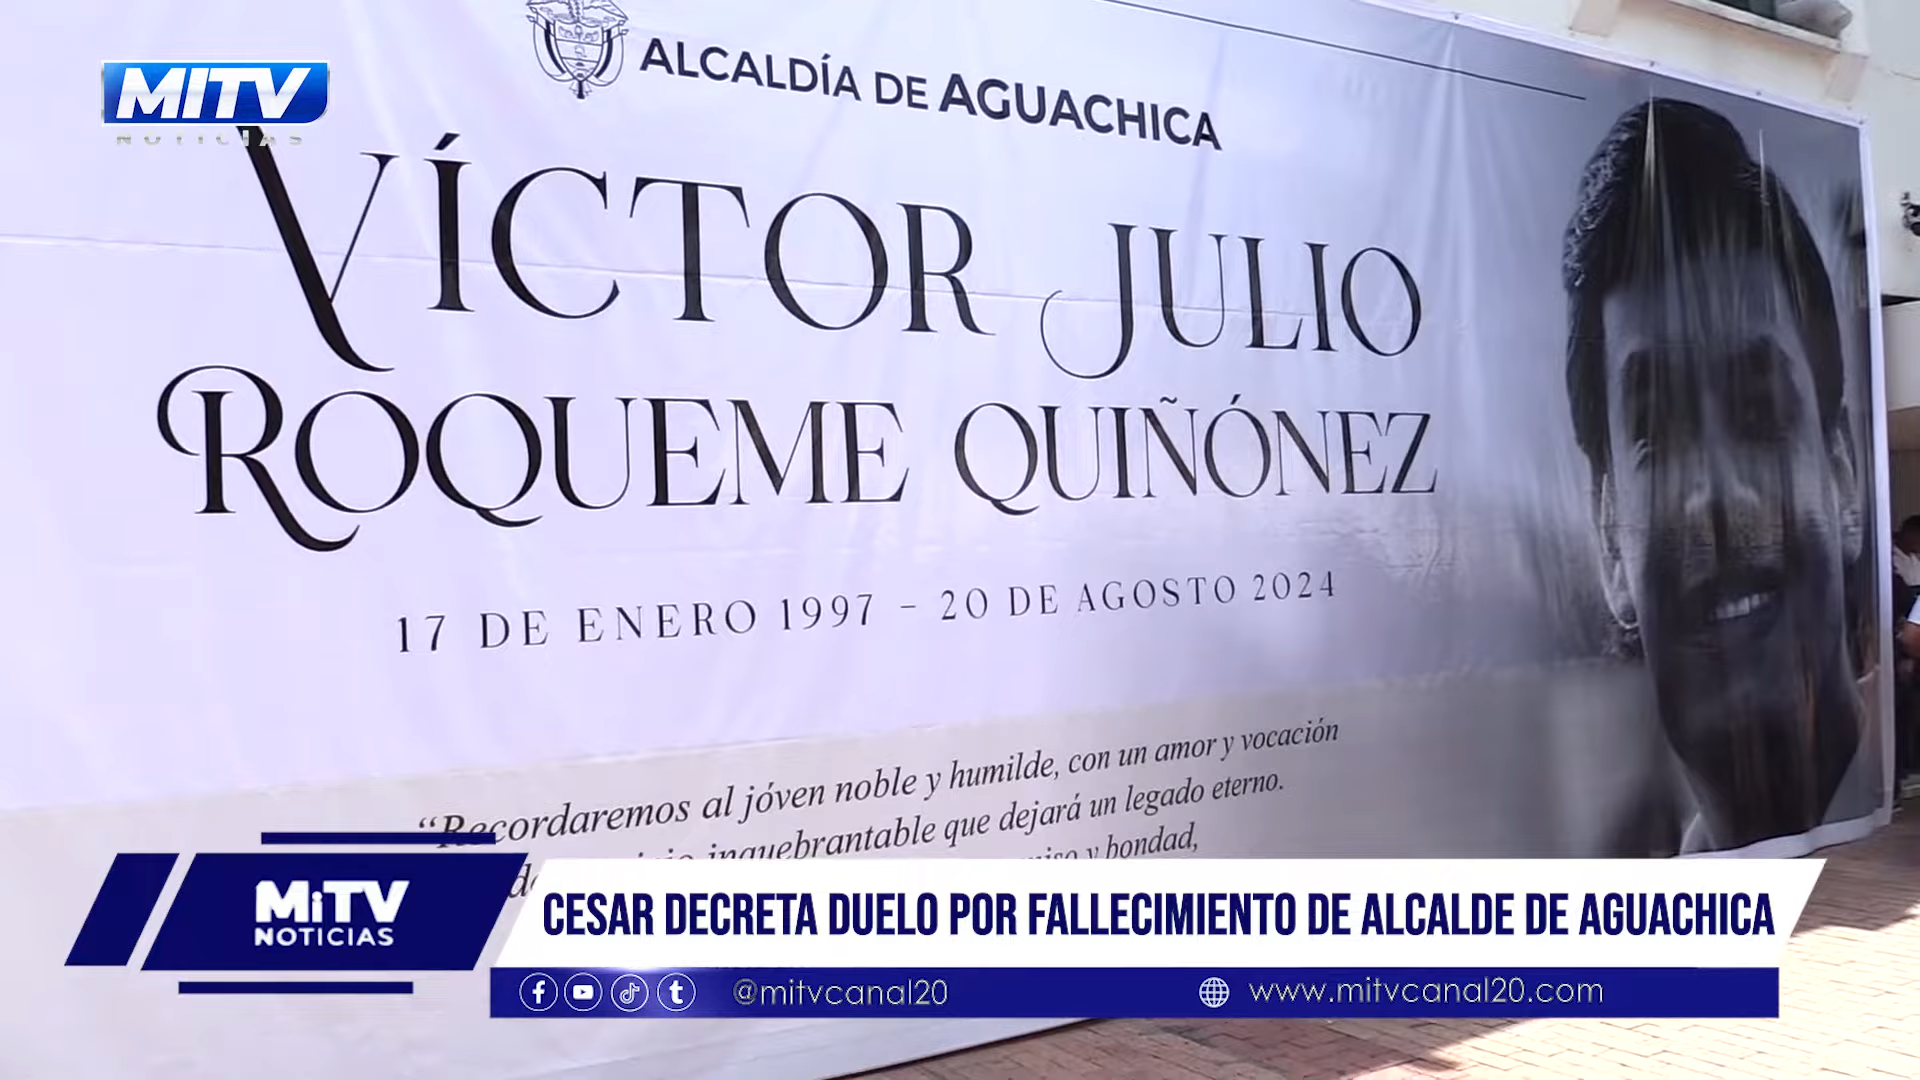 MITV
NOTICIAS
ALCALDÍA DE AGUACHICA
VÍCTOR JULIO
ROQUEME QUIÑÓNEZ
17 DE ENERO 1997 - 20 DE AGOSTO 2024
“Recordaremos al jóven noble y humilde, con un amor y vocación
inquebrantable que dejará un legado eterno.
y bondad,
MiTV
NOTICIAS
CESAR DECRETA DUELO POR FALLECIMIENTO DE ALCALDE DE AGUACHICA
@mitvcanal20
www.mitvcanal20.com